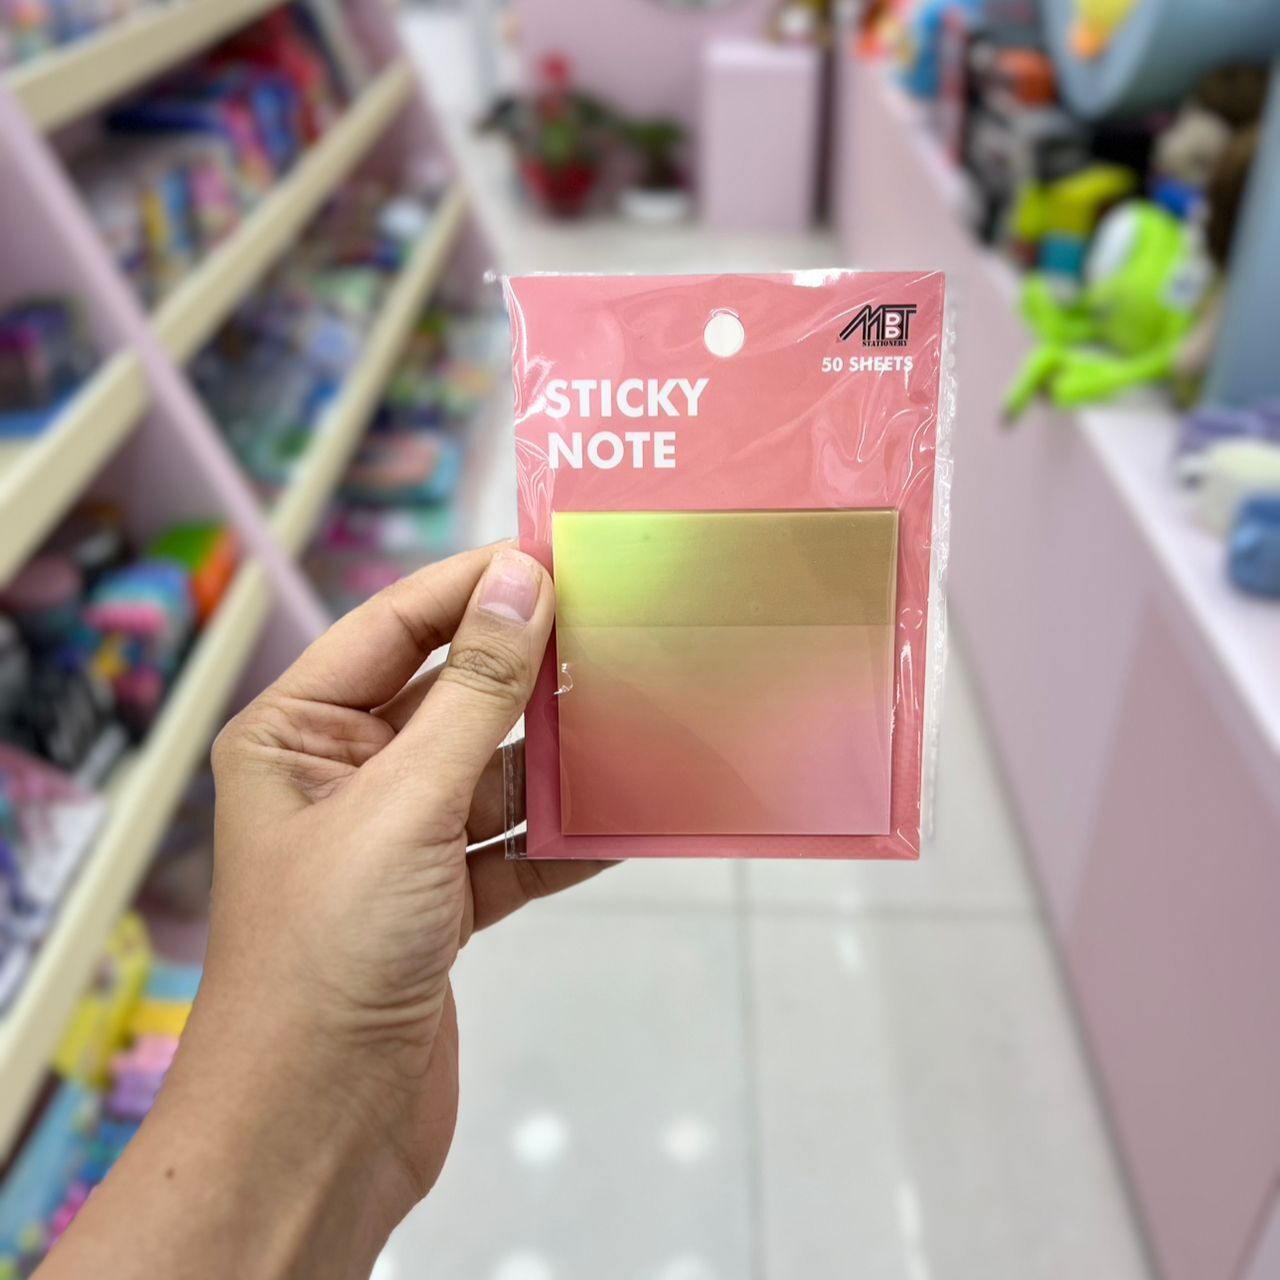 MBT
STATIONERY
50 SHEETS
STICKY
NOTE